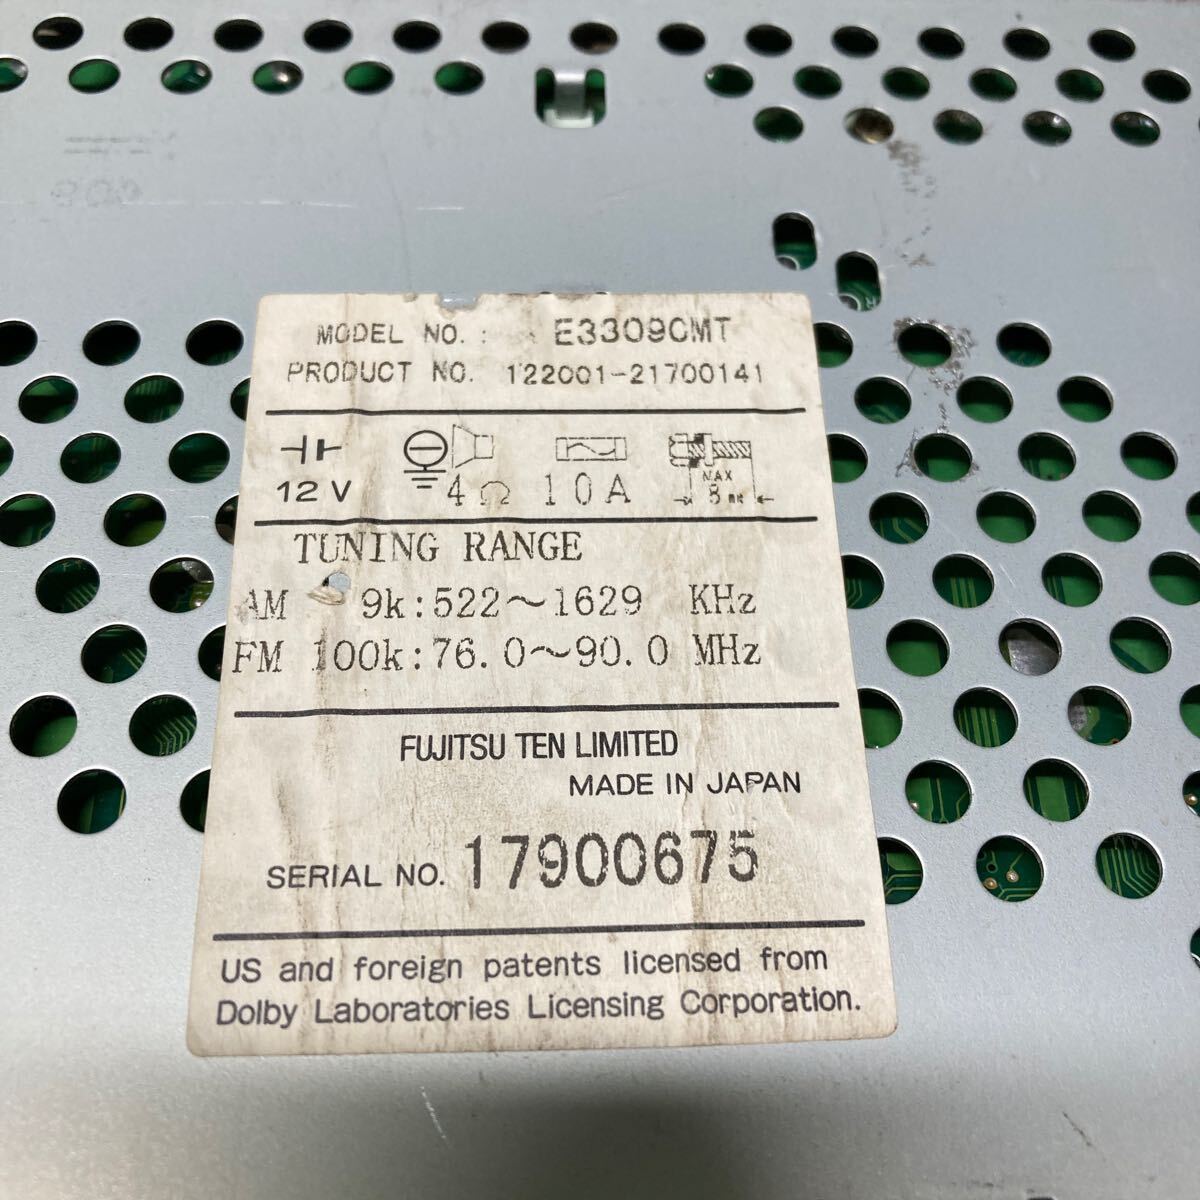 MODEL NO. : E3309CMT
PRODUCT NO. 122001-21700141
12V 4Ω 10A MAX 8mm
TUNING RANGE
AM 9k:522~1629 KHz
FM 100k:76.0~90.0 MHz
FUJITSU TEN LIMITED
MADE IN JAPAN
SERIAL NO. 17900675
US and foreign patents licensed from
Dolby Laboratories Licensing Corporation.